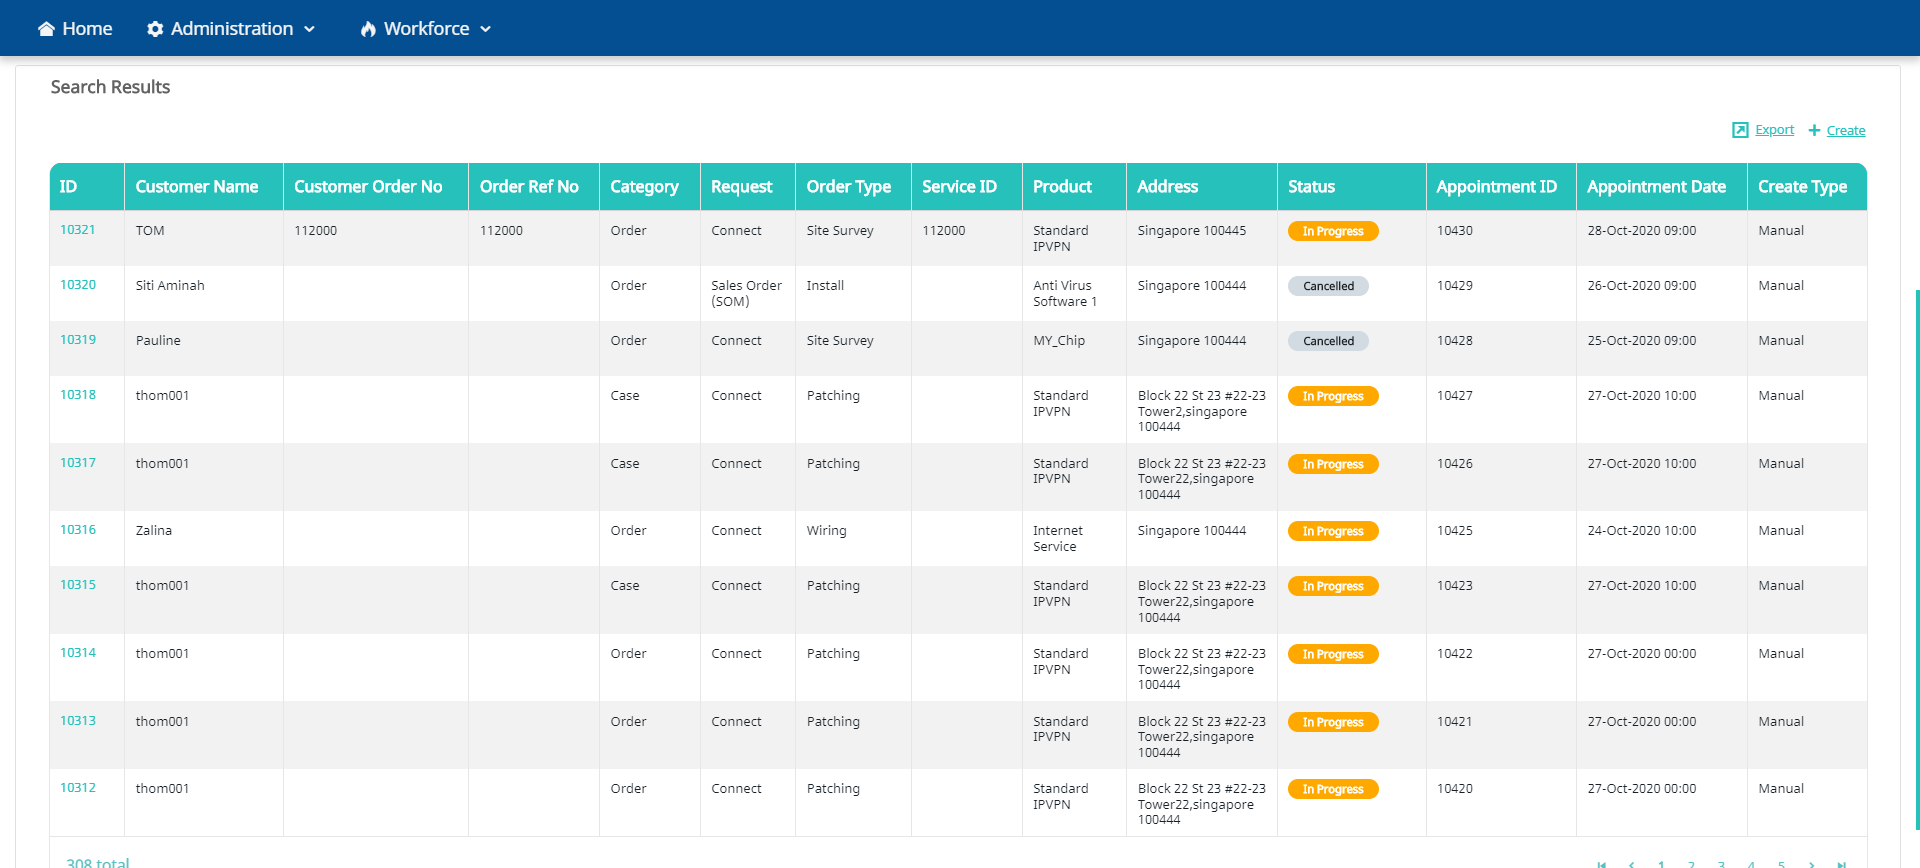 Home Administration Workforce
Search Results
Export Create
ID Customer Name Customer Order No Order Ref No Category Request Order Type Service ID Product Address Status Appointment ID Appointment Date Create Type
10321 TOM 112000 112000 Order Connect Site Survey 112000 Standard Singapore 100445 In Progress 10430 28-Oct-2020 09:00 Manual
IPVPN
10320 Siti Aminah Order Sales Order Install Anti Virus Singapore 100444 Cancelled 10429 26-Oct-2020 09:00 Manual
(SOM) Software 1
10319 Pauline Order Connect Site Survey MY_Chip Singapore 100444 Cancelled 10428 25-Oct-2020 09:00 Manual
10318 thom001 Case Connect Patching Standard Block 22 St 23 #22-23 In Progress 10427 27-Oct-2020 10:00 Manual
IPVPN Tower2,singapore
100444
10317 thom001 Case Connect Patching Standard Block 22 St 23 #22-23 In Progress 10426 27-Oct-2020 10:00 Manual
IPVPN Tower22,singapore
100444
10316 Zalina Order Connect Wiring Internet Singapore 100444 In Progress 10425 24-Oct-2020 10:00 Manual
Service
10315 thom001 Case Connect Patching Standard Block 22 St 23 #22-23 In Progress 10423 27-Oct-2020 10:00 Manual
IPVPN Tower22,singapore
100444
10314 thom001 Order Connect Patching Standard Block 22 St 23 #22-23 In Progress 10422 27-Oct-2020 00:00 Manual
IPVPN Tower22,singapore
100444
10313 thom001 Order Connect Patching Standard Block 22 St 23 #22-23 In Progress 10421 27-Oct-2020 00:00 Manual
IPVPN Tower22,singapore
100444
10312 thom001 Order Connect Patching Standard Block 22 St 23 #22-23 In Progress 10420 27-Oct-2020 00:00 Manual
IPVPN Tower22,singapore
100444
308 total 1 2 3 4 5